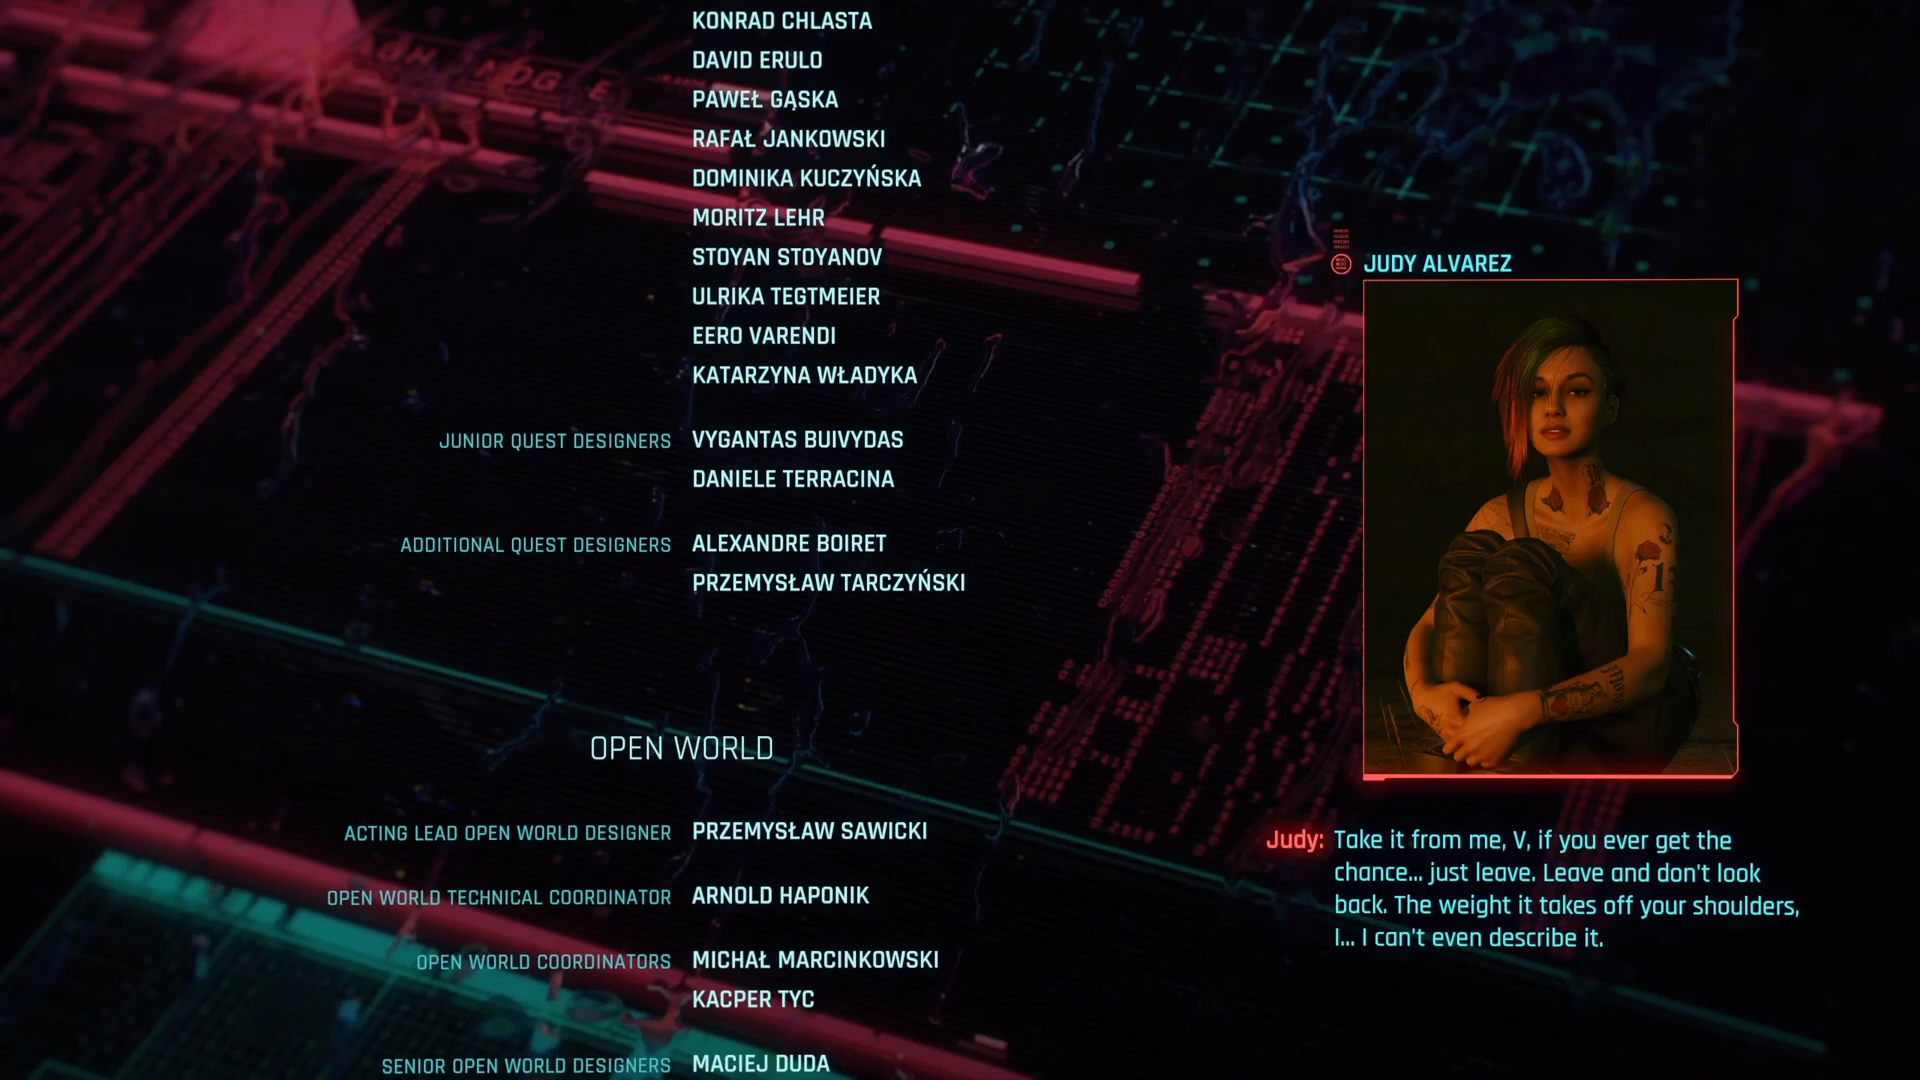 KONRAD CHLASTA
DAVID ERULO
PAWEŁ GĄSKA
RAFAŁ JANKOWSKI
DOMINIKA KUCZYŃSKA
MORITZ LEHR
STOYAN STOYANOV
ULRIKA TEGTMEIER
EERO VARENDI
KATARZYNA WŁADYKA
JUNIOR QUEST DESIGNERS VYGANTAS BUIVYDAS
DANIELE TERRACINA
ADDITIONAL QUEST DESIGNERS ALEXANDRE BOIRET
PRZEMYSŁAW TARCZYŃSKI
OPEN WORLD
ACTING LEAD OPEN WORLD DESIGNER PRZEMYSŁAW SAWICKI
OPEN WORLD TECHNICAL COORDINATOR ARNOLD HAPONIK
OPEN WORLD COORDINATORS MICHAŁ MARCINKOWSKI
KACPER TYC
SENIOR OPEN WORLD DESIGNERS MACIEJ DUDA
JUDY ALVAREZ
13
Judy: Take it from me, V, if you ever get the
chance... just leave. Leave and don't look
back. The weight it takes off your shoulders,
I... I can't even describe it.